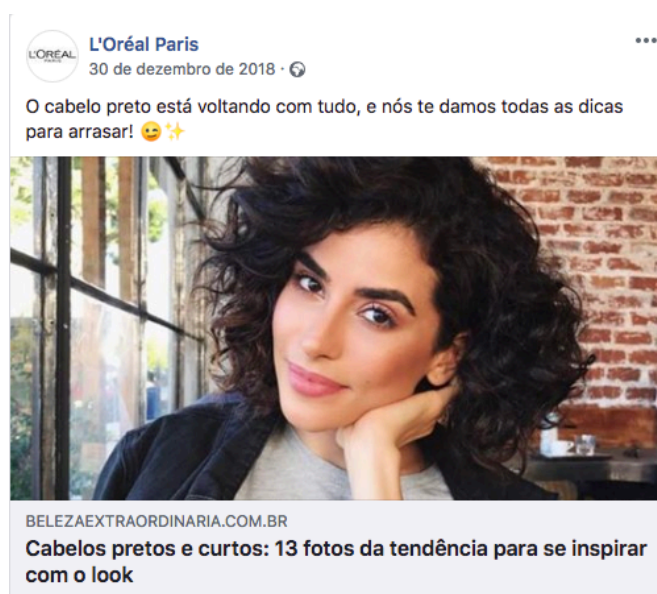 L'ORÉAL
PARIS
L'Oréal Paris
30 de dezembro de 2018 ·
O cabelo preto está voltando com tudo, e nós te damos todas as dicas
para arrasar! 😉✨
BELEZAEXTRAORDINARIA.COM.BR
Cabelos pretos e curtos: 13 fotos da tendência para se inspirar
com o look